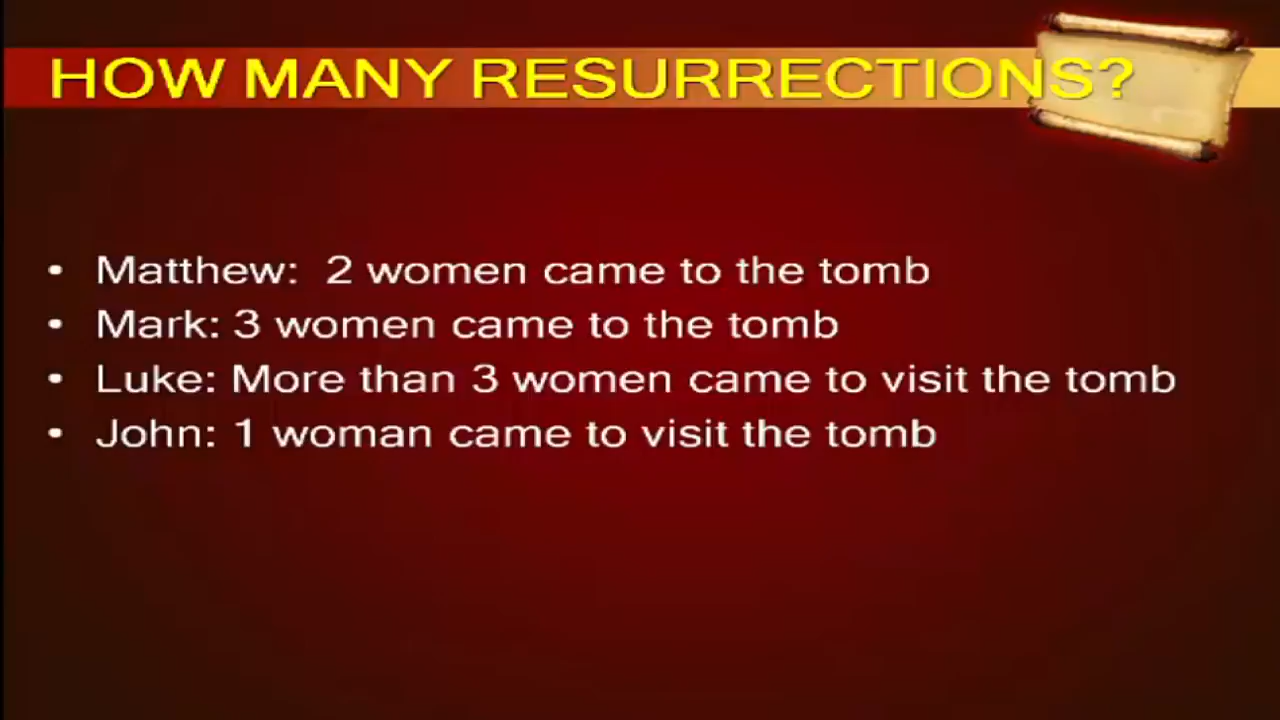 HOW MANY RESURRECTIONS?
• Matthew: 2 women came to the tomb
• Mark: 3 women came to the tomb
• Luke: More than 3 women came to visit the tomb
• John: 1 woman came to visit the tomb